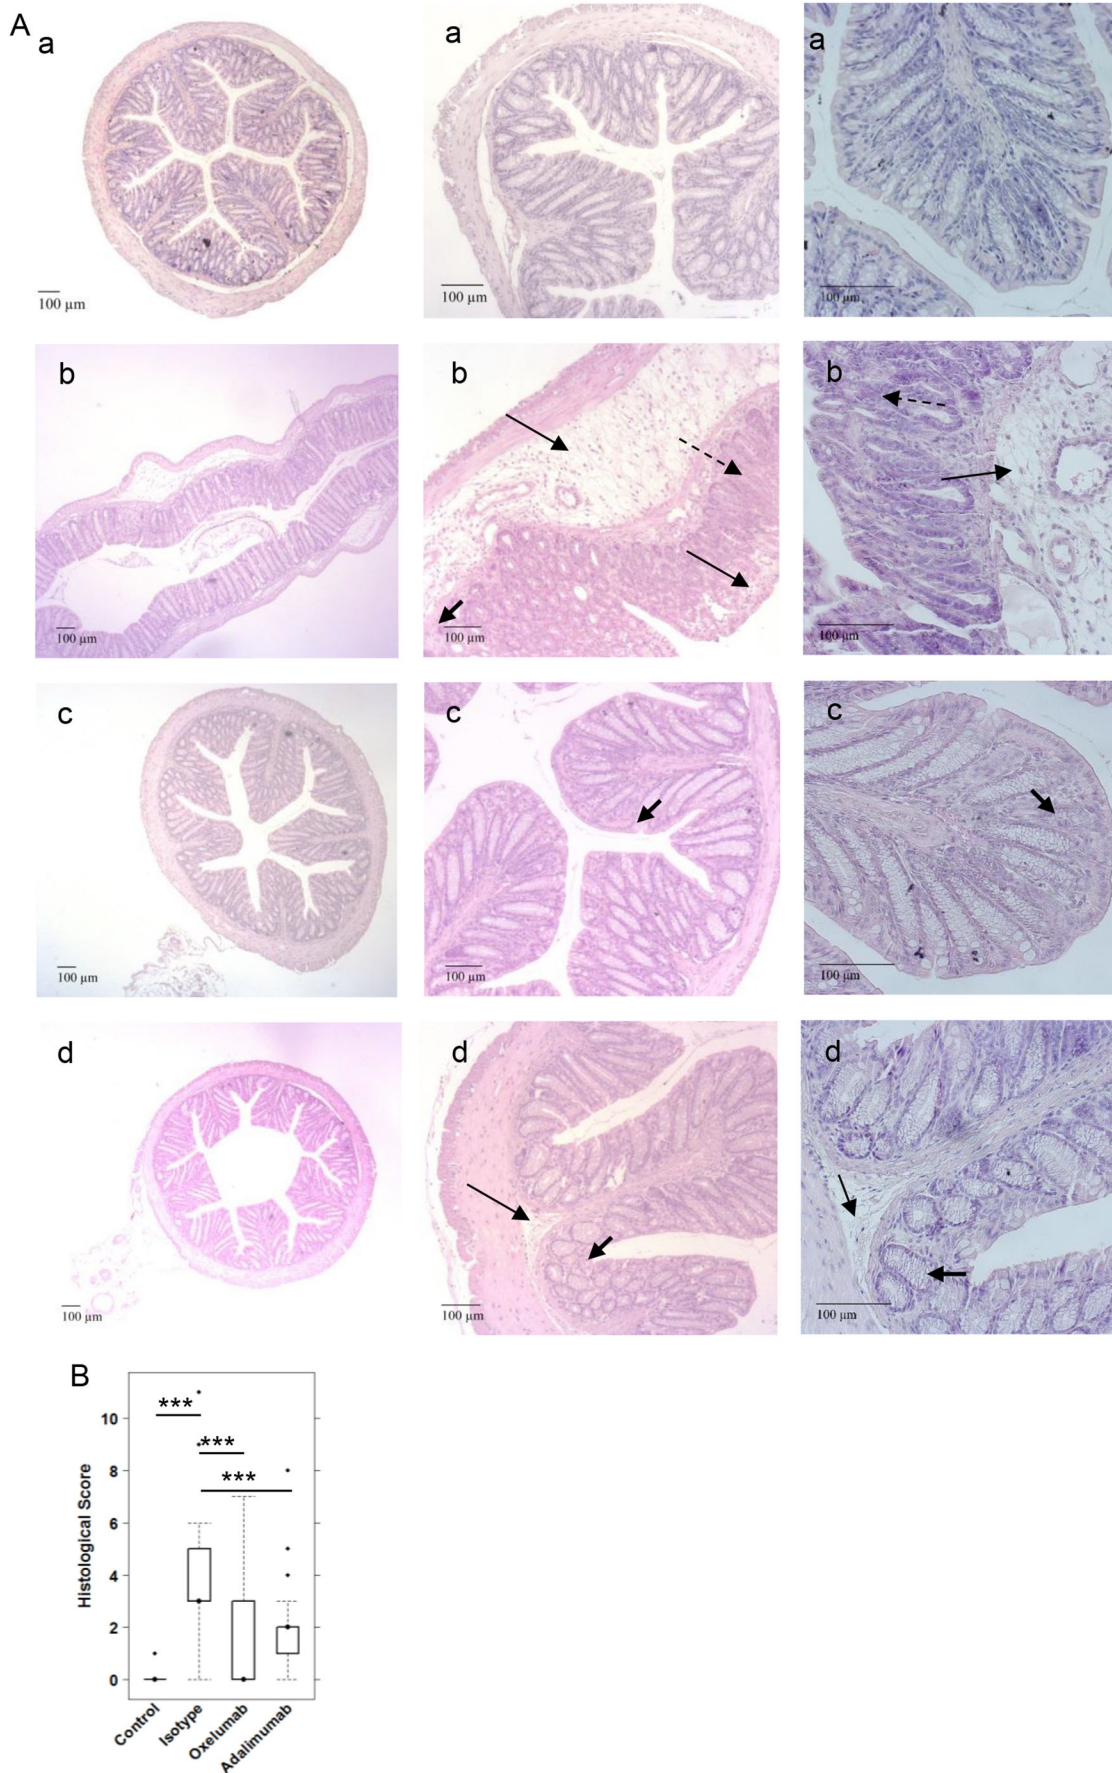 A
a
a
a
100 µm
100 µm
100 µm
b
b
b
100 µm
100 µm
100 µm
c
c
c
100 µm
100 µm
100 µm
d
d
d
100 µm
100 µm
100 µm
B
***
***
***
10
8
6
4
2
0
Histological Score
Control
Isotype
Oxelumab
Adalimumab